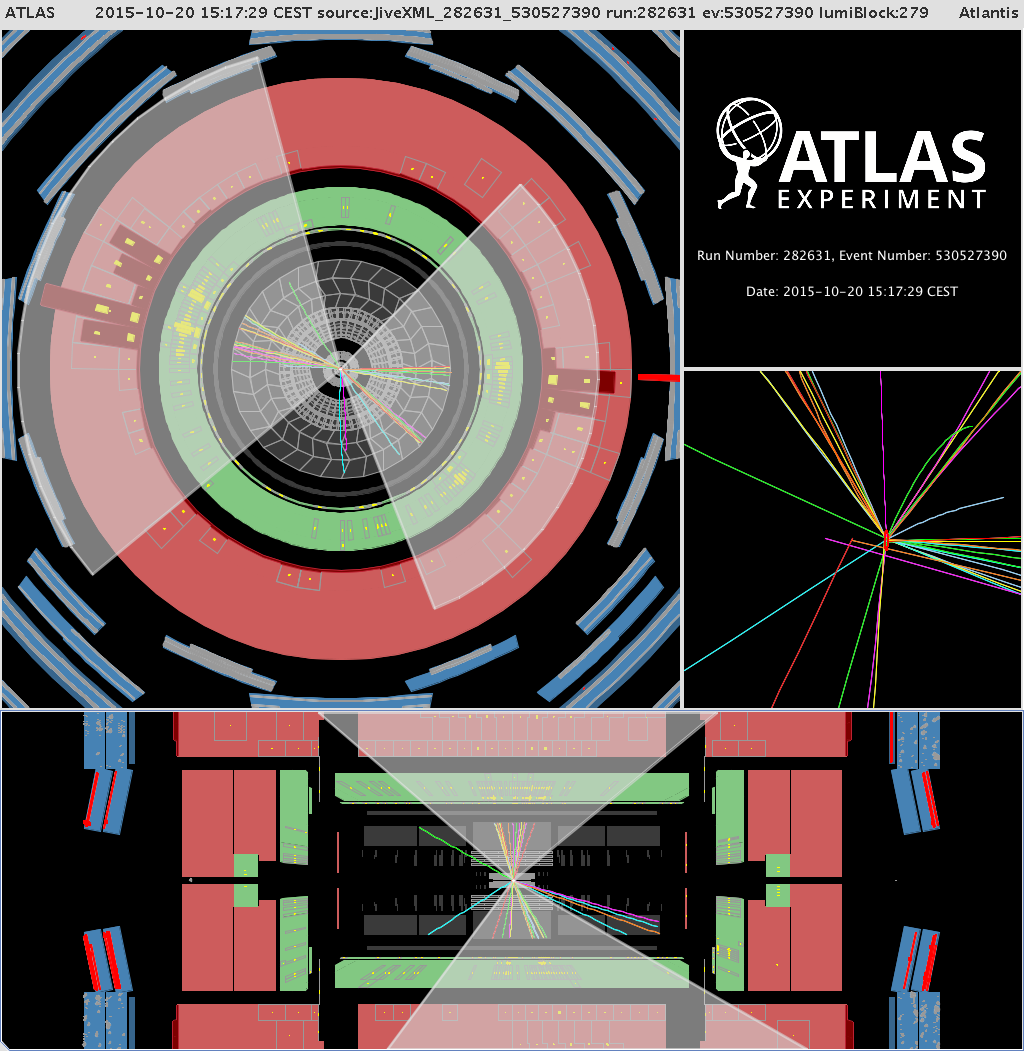 ATLAS 2015-10-20 15:17:29 CEST source:JiveXML_282631_530527390 run:282631 ev:530527390 lumiBlock:279 Atlantis
ATLAS
EXPERIMENT
Run Number: 282631, Event Number: 530527390
Date: 2015-10-20 15:17:29 CEST